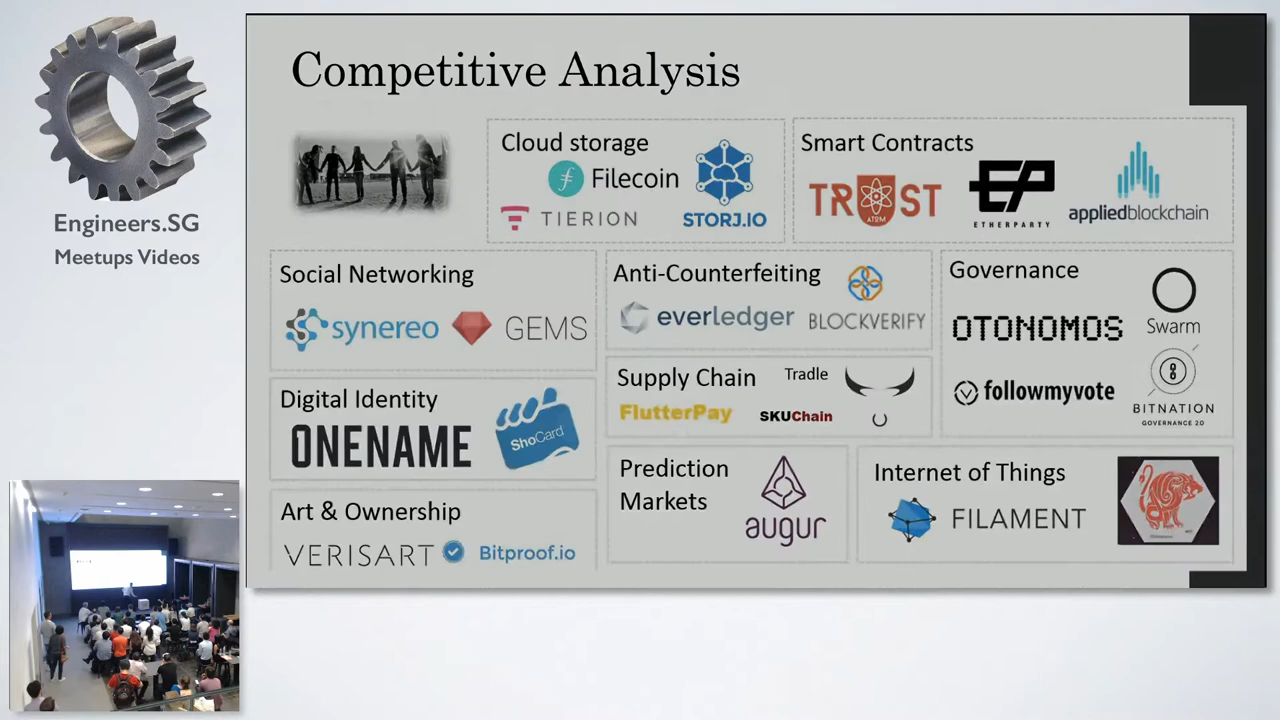 Engineers.SG
Meetups Videos
Competitive Analysis
Cloud storage
Filecoin
TIERION
STORJ.IO
Smart Contracts
TRUST
ATOM
EP
ETHERPARTY
appliedblockchain
Social Networking
synereo
GEMS
Anti-Counterfeiting
everledger
BLOCKVERIFY
Governance
Swarm
OTONOMOS
followmyvote
BITNATION
GOVERNANCE 2.0
Digital Identity
ONENAME
ShoCard
Supply Chain
Tradle
FlutterPay
SKUChain
Art & Ownership
VERISART
Bitproof.io
Prediction
Markets
augur
Internet of Things
FILAMENT